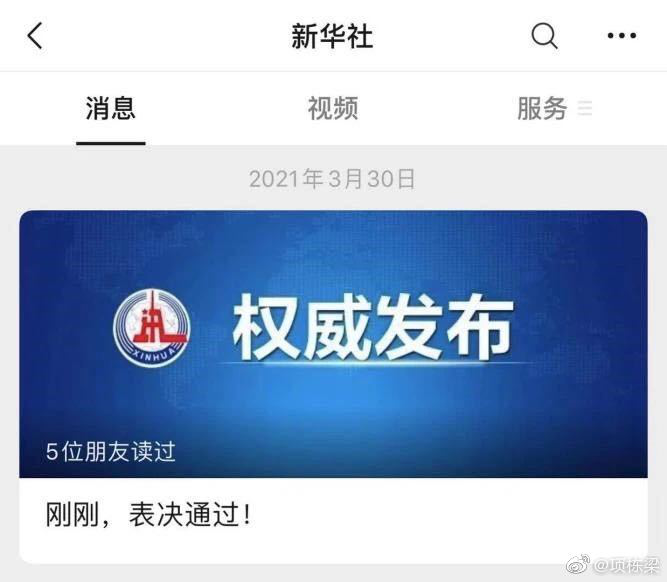 新华社
消息 视频 服务
2021年3月30日
XINHUA
权威发布
5位朋友读过
刚刚，表决通过！
@项栋梁